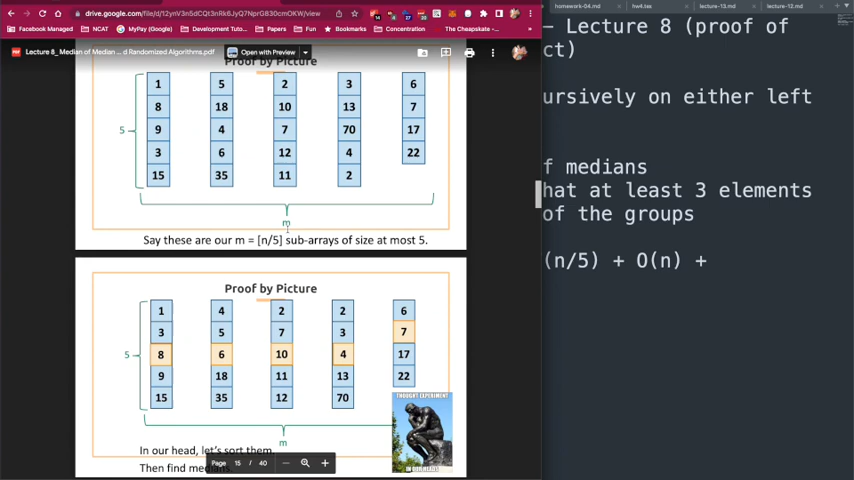 drive.google.com/file/d/12ynV3n5dCQt3nRk6JyQ7NprG830cmOKW/view
Facebook Managed NCAT MyPay (Google) Development Tuto... Papers Fun Bookmarks Concentration The Cheapskate -...
Lecture 8_ Median of Median ... d Randomized Algorithms.pdf Open with Preview
Proof by Picture
1 5 2 3 6
8 18 10 13 7
5 9 4 7 70 17
3 6 12 4 22
15 35 11 2
m
Say these are our m = [n/5] sub-arrays of size at most 5.
Proof by Picture
1 4 2 2 6
3 5 7 3 7
5 8 6 10 4 17
9 18 11 13 22
15 35 12 70
THOUGHT EXPERIMENT
m
In our head, let's sort them.
Then find medians.
IN OUR HEADS
Page 15 / 40
homework-04.md hw4.tex lecture-13.md lecture-12.md
– Lecture 8 (proof of
ct)
ursively on either left
f medians
hat at least 3 elements
of the groups
(n/5) + O(n) +